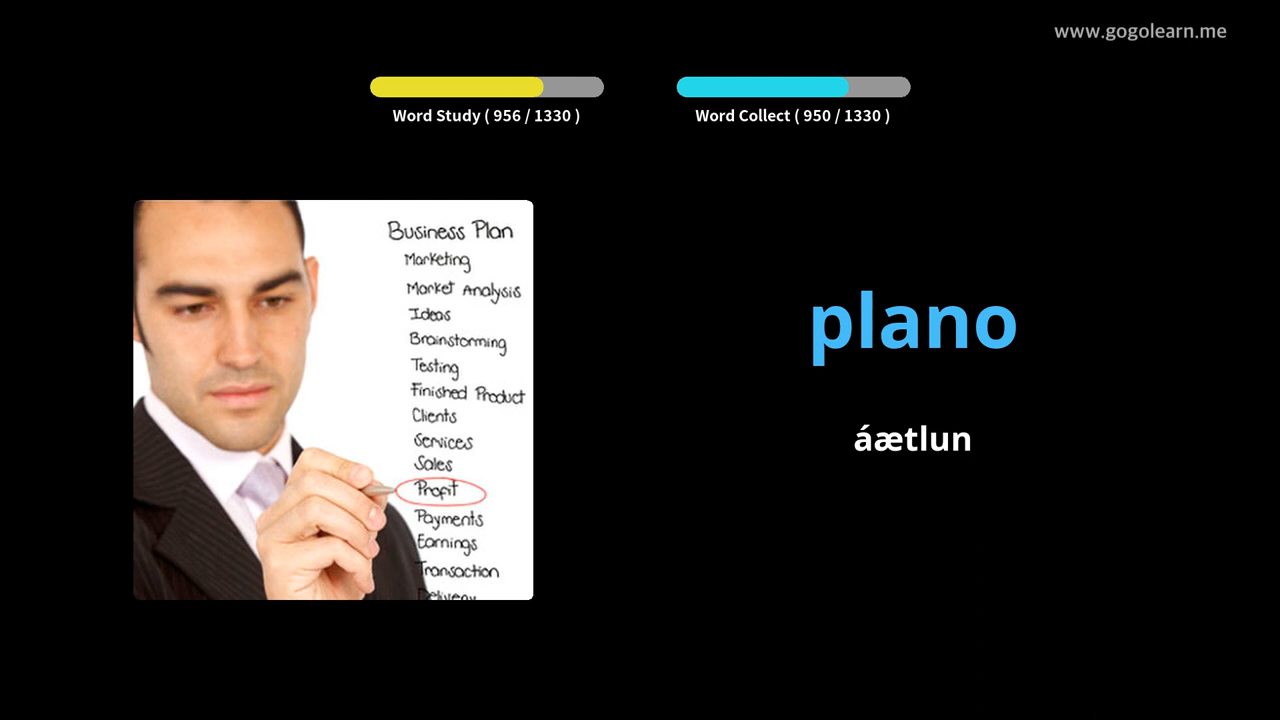 www.gogolearn.me
Word Study ( 956 / 1330 )
Word Collect ( 950 / 1330 )
Business Plan
Marketing
Market Analysis
Ideas
Brainstorming
Testing
Finished Product
Clients
Services
Sales
Profit
Payments
Earnings
Transaction
Delivery
plano
áætlun